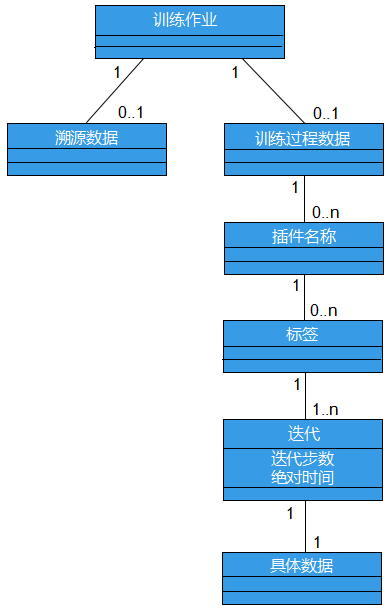 训练作业
1
1
0..1
0..1
溯源数据
训练过程数据
1
0..n
插件名称
1
0..n
标签
1
1..n
迭代
迭代步数
绝对时间
1
1
具体数据